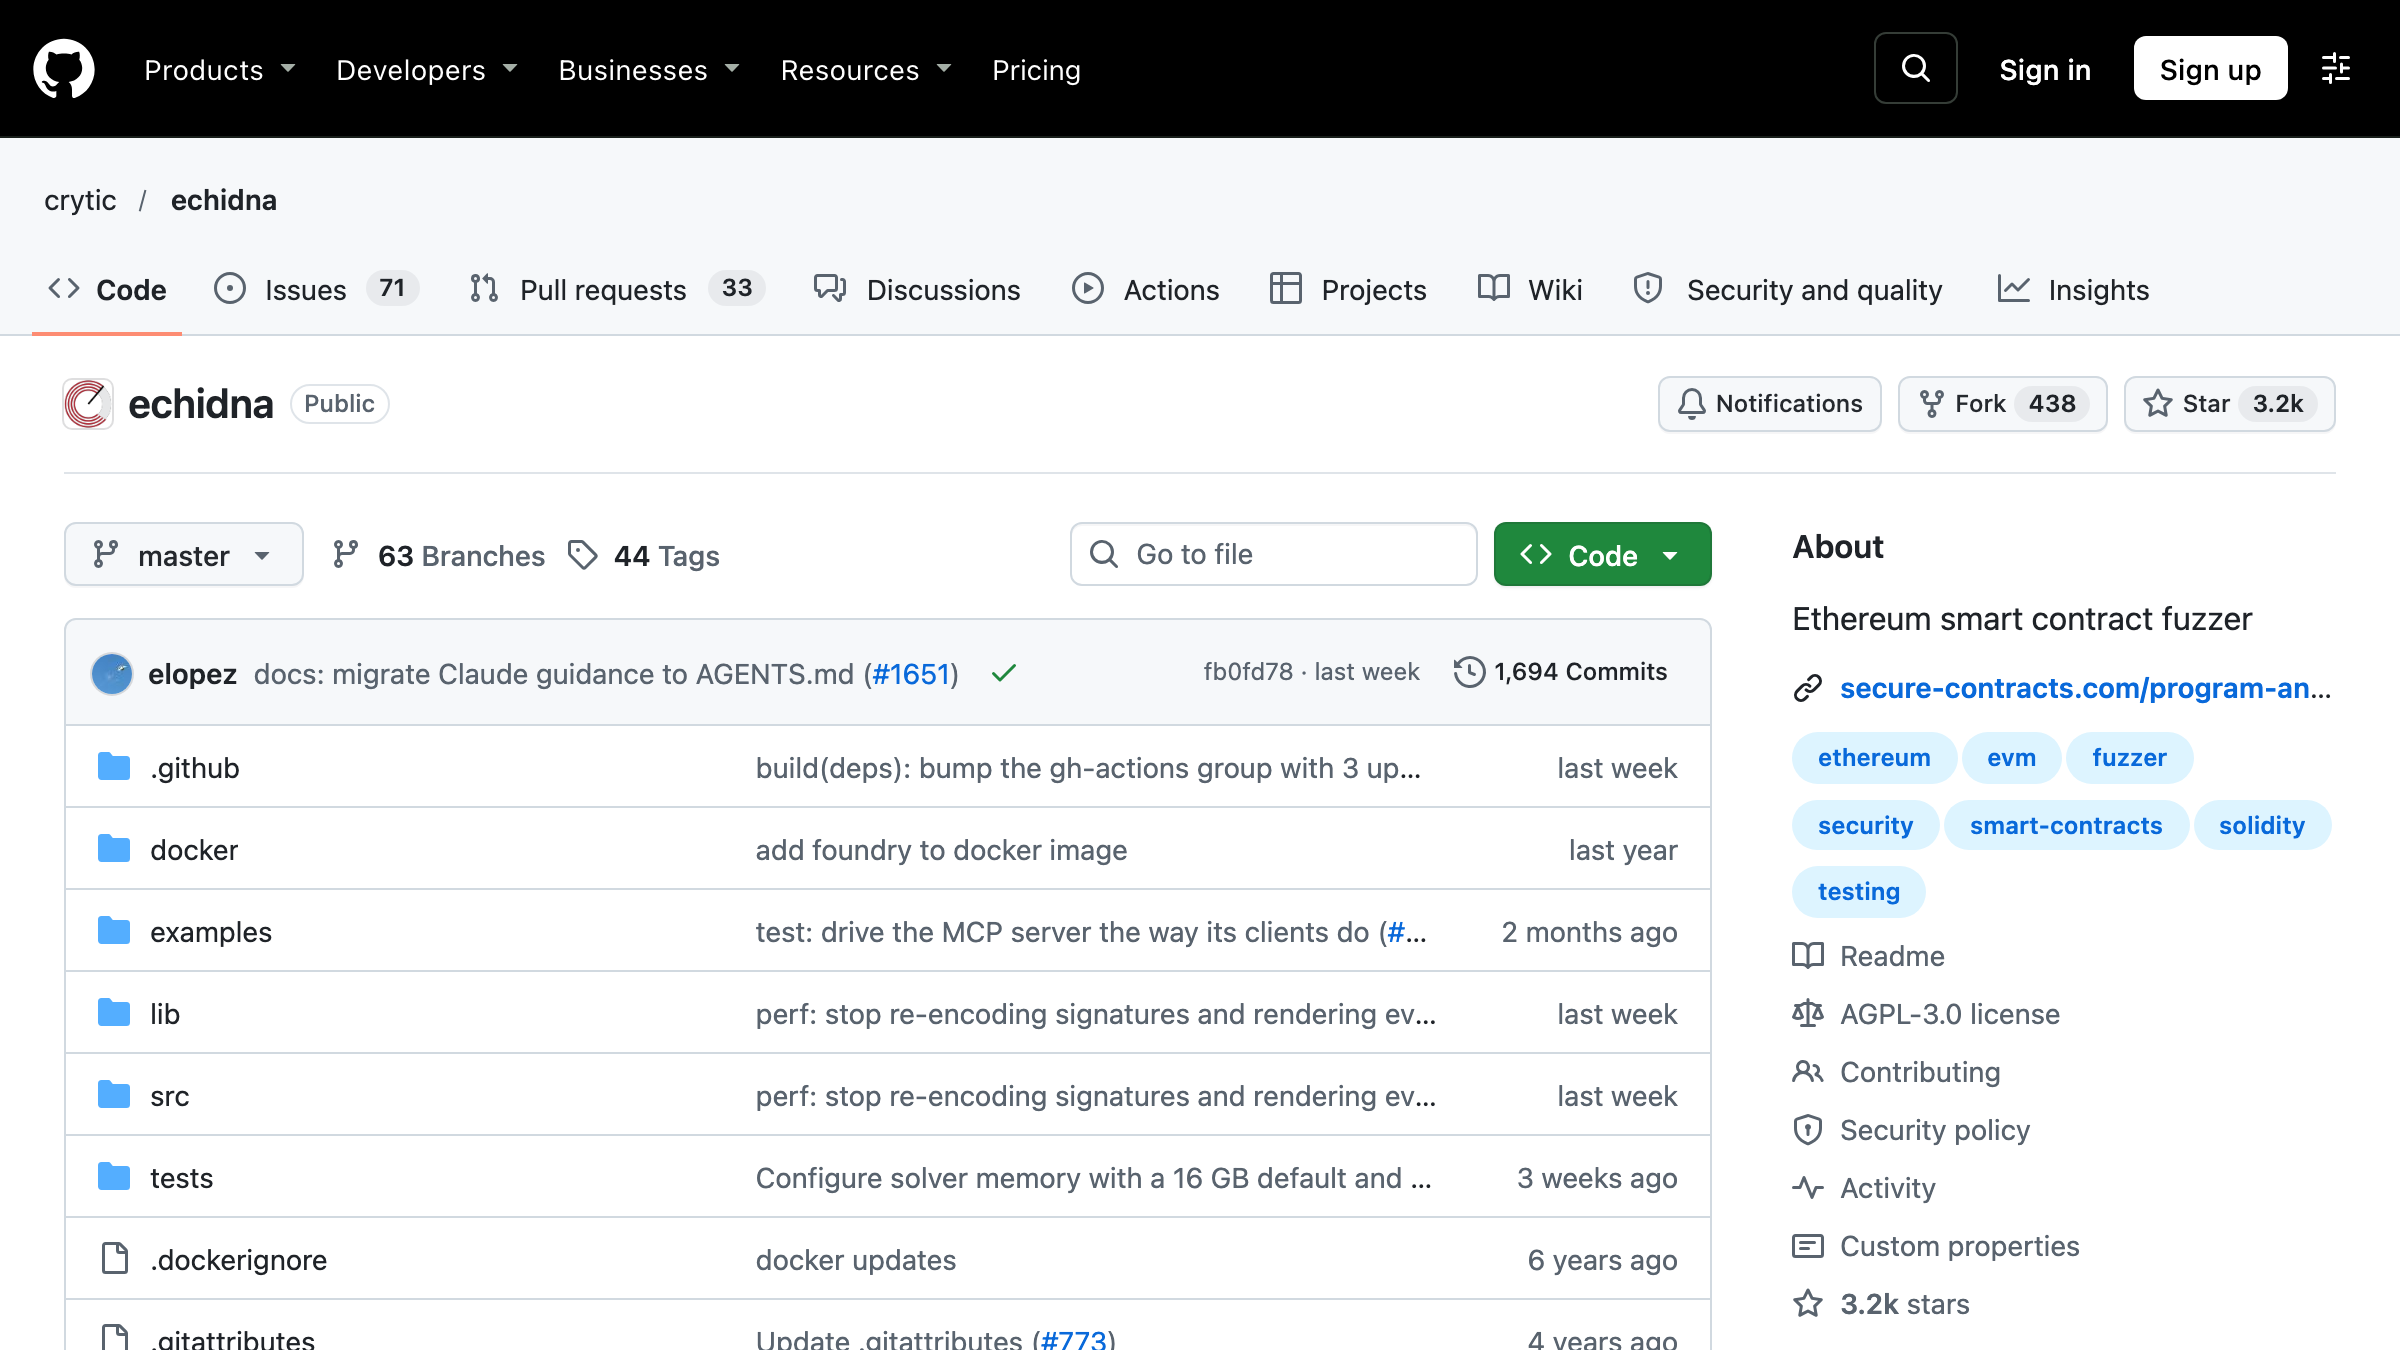 Products Developers Businesses Resources Pricing Sign in Sign up
crytic / echidna
Code Issues 71 Pull requests 33 Discussions Actions Projects Wiki Security and quality Insights
echidna Public Notifications Fork 438 Star 3.2k
master 63 Branches 44 Tags Go to file Code
elopez docs: migrate Claude guidance to AGENTS.md (#1651) fb0fd78 · last week 1,694 Commits
.github build(deps): bump the gh-actions group with 3 up... last week
docker add foundry to docker image last year
examples test: drive the MCP server the way its clients do (#... 2 months ago
lib perf: stop re-encoding signatures and rendering ev... last week
src perf: stop re-encoding signatures and rendering ev... last week
tests Configure solver memory with a 16 GB default and ... 3 weeks ago
.dockerignore docker updates 6 years ago
.gitattributes Update .gitattributes (#773) 4 years ago
About
Ethereum smart contract fuzzer
secure-contracts.com/program-an...
ethereum evm fuzzer
security smart-contracts solidity
testing
Readme
AGPL-3.0 license
Contributing
Security policy
Activity
Custom properties
3.2k stars